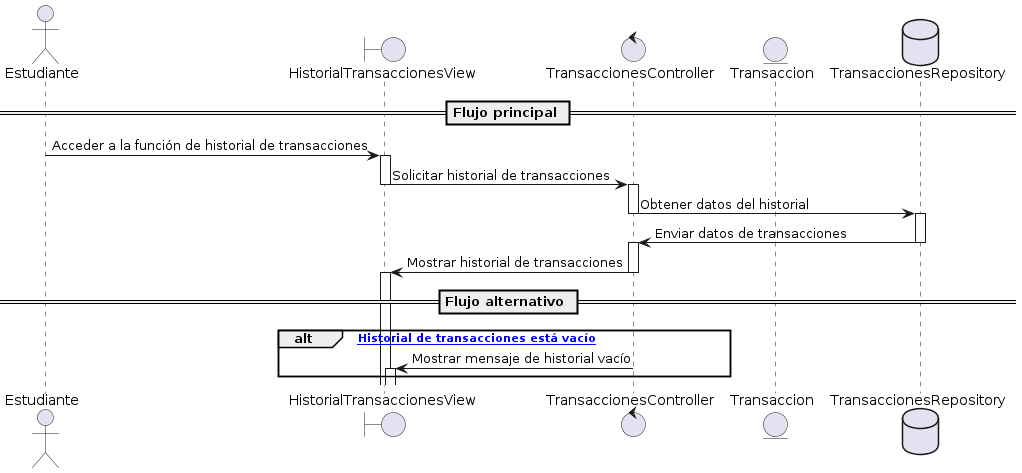 Estudiante
HistorialTransaccionesView
TransaccionesController
Transaccion
TransaccionesRepository
Flujo principal
Acceder a la función de historial de transacciones
Solicitar historial de transacciones
Obtener datos del historial
Enviar datos de transacciones
Mostrar historial de transacciones
Flujo alternativo
alt
Historial de transacciones está vacío
Mostrar mensaje de historial vacío
Estudiante
HistorialTransaccionesView
TransaccionesController
Transaccion
TransaccionesRepository